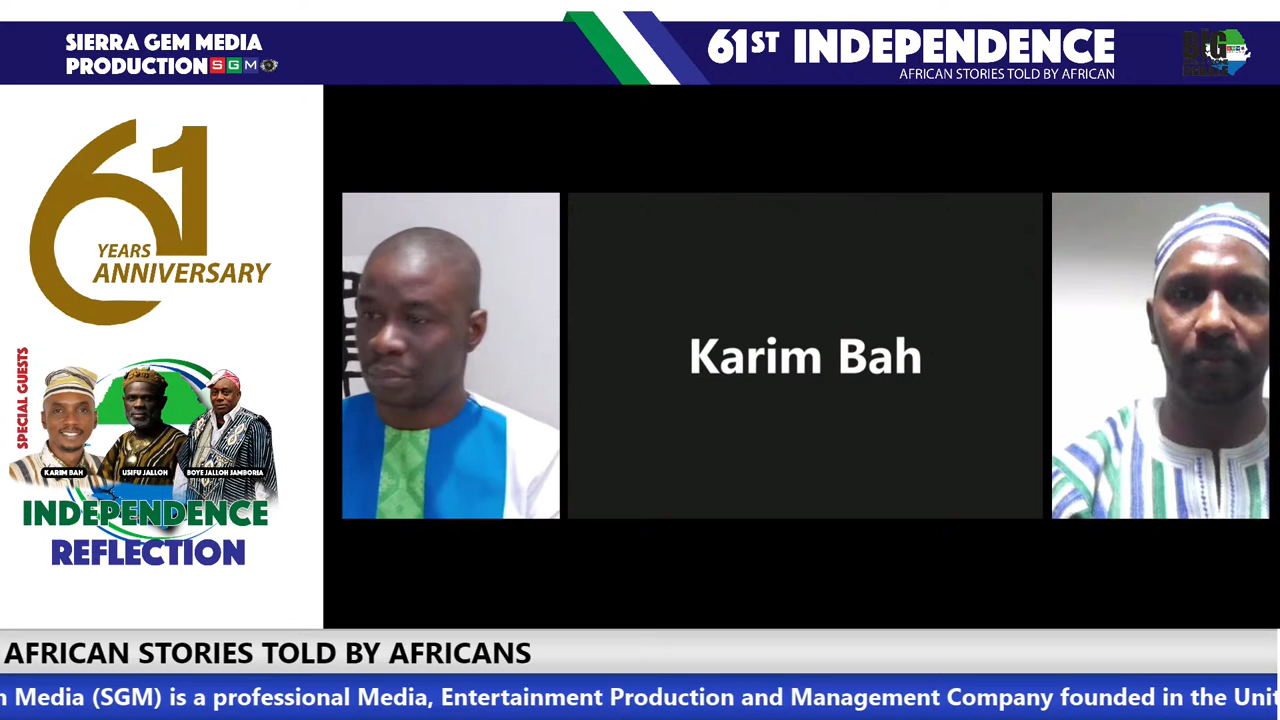 SIERRA GEM MEDIA
PRODUCTION SGM
61ST INDEPENDENCE
AFRICAN STORIES TOLD BY AFRICAN
BIG
61
YEARS
ANNIVERSARY
SPECIAL GUESTS
KARIM BAH
USIFU JALLOH
BOYE JALLOH JAMBORIA
INDEPENDENCE
REFLECTION
Karim Bah
AFRICAN STORIES TOLD BY AFRICANS
Media (SGM) is a professional Media, Entertainment Production and Management Company founded in the Unit